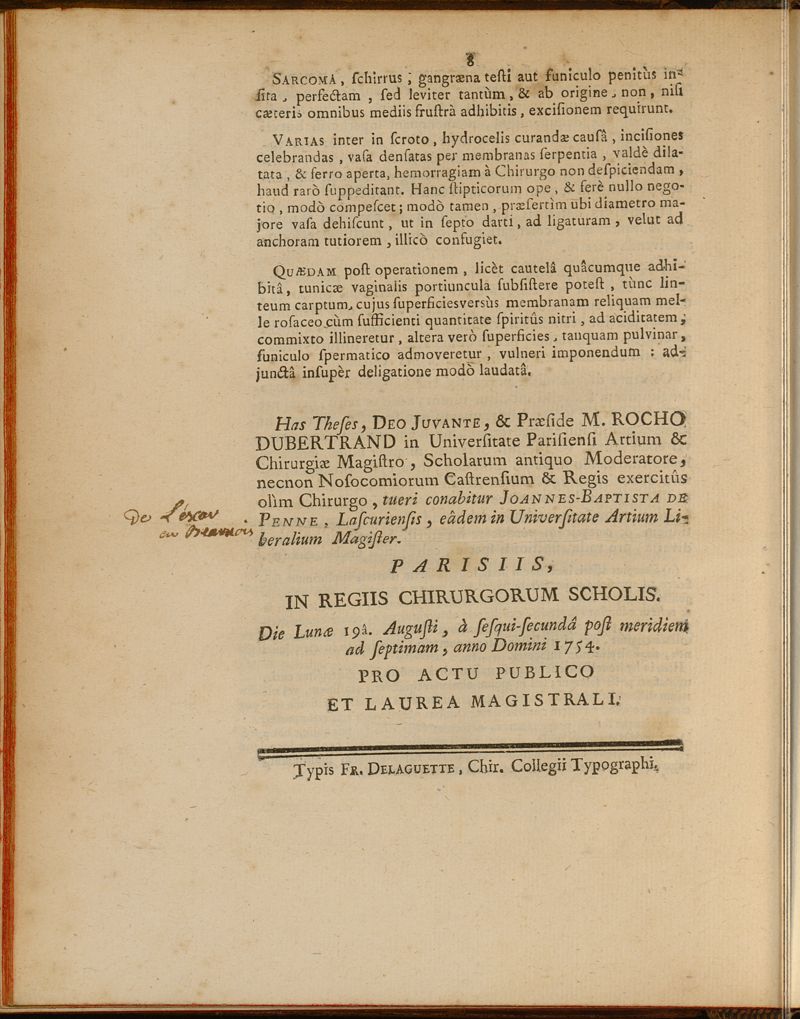 8
SARCOMA, ſchirrus, gangræna teſti aut funiculo penitùs in-
ſita, perfectam, ſed leviter tantùm, & ab origine, non, niſi
cæteris omnibus mediis fruſtrà adhibitis, exciſionem requirunt.
VARIAS inter in ſcroto, hydrocelis curandæ cauſâ, inciſiones
celebrandas, vaſa denſatas per membranas ſerpentia, valdè dila-
tata, & ferro aperta, hemorragiam à Chirurgo non deſpiciendam,
haud rarò ſuppeditant. Hanc ſtipticorum ope, & ferè nullo nego-
tio, modò compeſcet; modò tamen, præſertìm ubi diametro ma-
jore vaſa dehiſcunt, ut in ſepto darti, ad ligaturam, velut ad
anchoram tutiorem, illicò confugiet.
QUÆDAM poſt operationem, licèt cautelâ quâcumque adhi-
bitâ, tunicæ vaginalis portiuncula ſubſiſtere poteſt, tùnc lin-
teum carptum, cujus ſuperficiesversùs membranam reliquam mel-
le roſaceo cùm ſufficienti quantitate ſpiritûs nitri, ad aciditatem,
commixto illineretur, altera verò ſuperficies, tanquam pulvinar,
funiculo ſpermatico admoveretur, vulneri imponendum : ad-
junctâ inſupèr deligatione modò laudatâ.
Has Theſes, DEO JUVANTE, & Præſide M. ROCHO
DUBERTRAND in Univerſitate Pariſienſi Artium &
Chirurgiæ Magiſtro, Scholarum antiquo Moderatore,
necnon Noſocomiorum Caſtrenſium & Regis exercitûs
olìm Chirurgo, tueri conabitur JOANNES-BAPTISTA DE
De Lescar . PENNE, Laſcurienſis, eâdem in Univerſitate Artium Li-
en Bearn beralium Magiſter.
PARISIIS,
IN REGIIS CHIRURGORUM SCHOLIS.
Die Lunæ 19â. Auguſti, à ſeſqui-ſecundâ poſt meridiem
ad ſeptimam, anno Domini 1754.
PRO ACTU PUBLICO
ET LAUREA MAGISTRALI.
Typis FR. DELAGUETTE, Chir. Collegii Typographi.